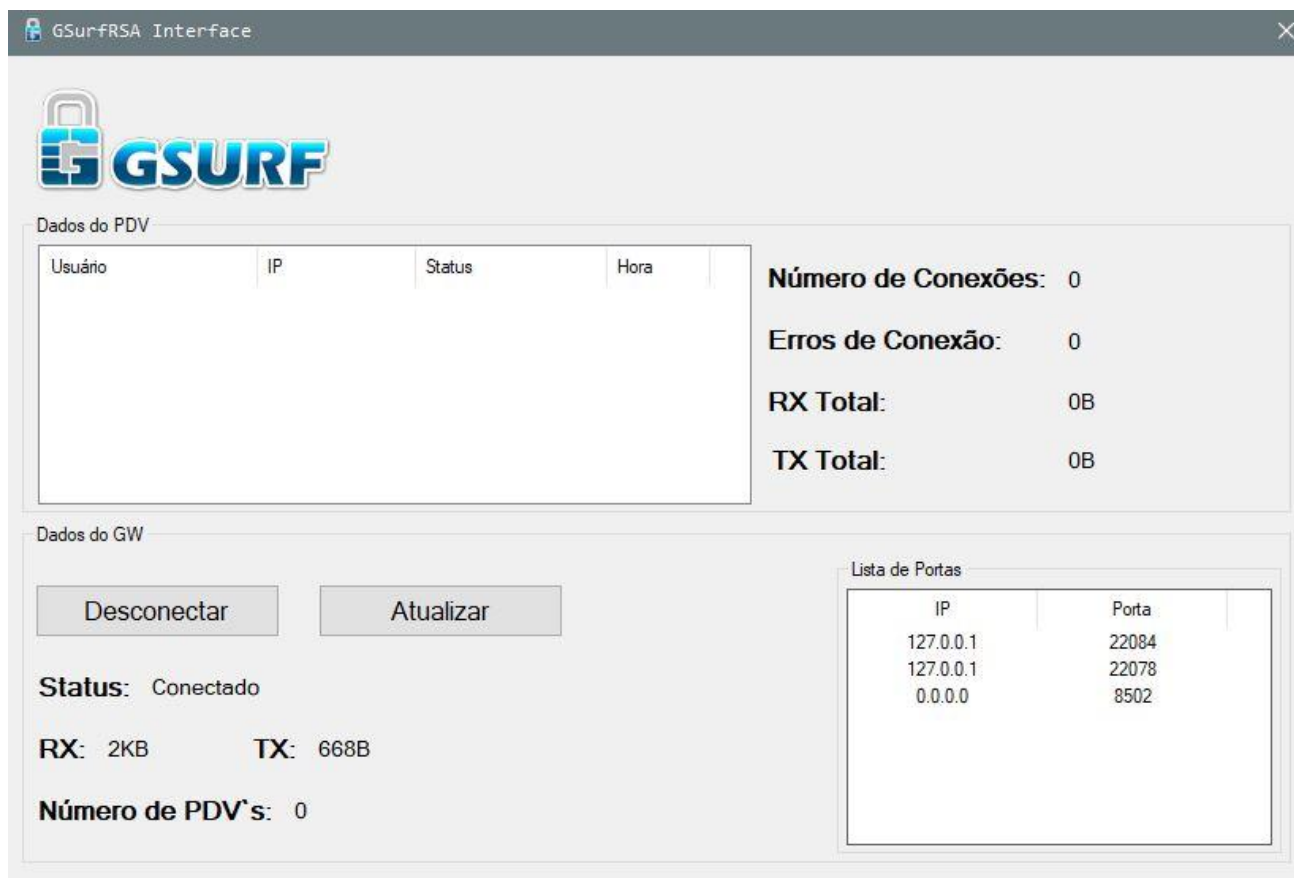 GSurfRSA Interface
GSURF
Dados do PDV
Usuário IP Status Hora
Número de Conexões: 0
Erros de Conexão: 0
RX Total: 0B
TX Total: 0B
Dados do GW
Desconectar Atualizar
Status: Conectado
RX: 2KB TX: 668B
Número de PDV`s: 0
Lista de Portas
IP Porta
127.0.0.1 22084
127.0.0.1 22078
0.0.0.0 8502